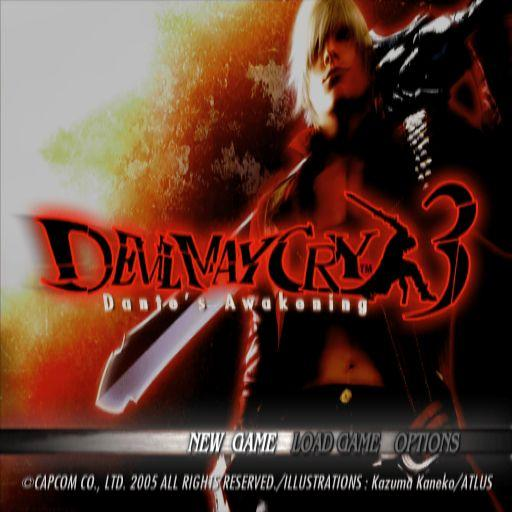 DEVIL MAY CRY™ 3
Dante's Awakening
NEW GAME LOAD GAME OPTIONS
©CAPCOM CO., LTD. 2005 ALL RIGHTS RESERVED./ILLUSTRATIONS : Kazuma Kaneko/ATLUS